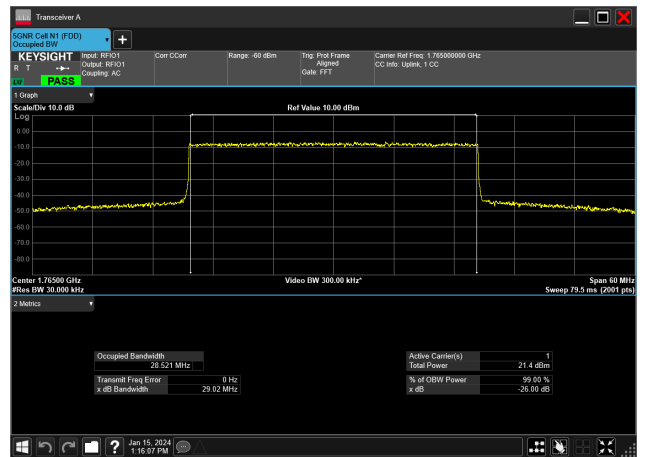 Transceiver A
5GNR Cell N1 (FDD)
Occupied BW
KEYSIGHT
R T
LW
PASS
Input: RFIO1
Output: RFIO1
Coupling: AC
Corr CCorr
Range: -60 dBm
Trig: Prot Frame
Aligned
Gate: FFT
Carrier Ref Freq: 1.765000000 GHz
CC Info: Uplink, 1 CC
1 Graph
Scale/Div 10.0 dB
Ref Value 10.00 dBm
Log
0.00
-10.0
-20.0
-30.0
-40.0
-50.0
-60.0
-70.0
-80.0
Center 1.76500 GHz
Video BW 300.00 kHz*
Span 60 MHz
#Res BW 30.000 kHz
Sweep 79.5 ms (2001 pts)
2 Metrics
Occupied Bandwidth
28.521 MHz
Active Carrier(s) 1
Total Power 21.4 dBm
Transmit Freq Error 0 Hz
x dB Bandwidth 29.02 MHz
% of OBW Power 99.00 %
x dB -26.00 dB
Jan 15, 2024
1:16:07 PM